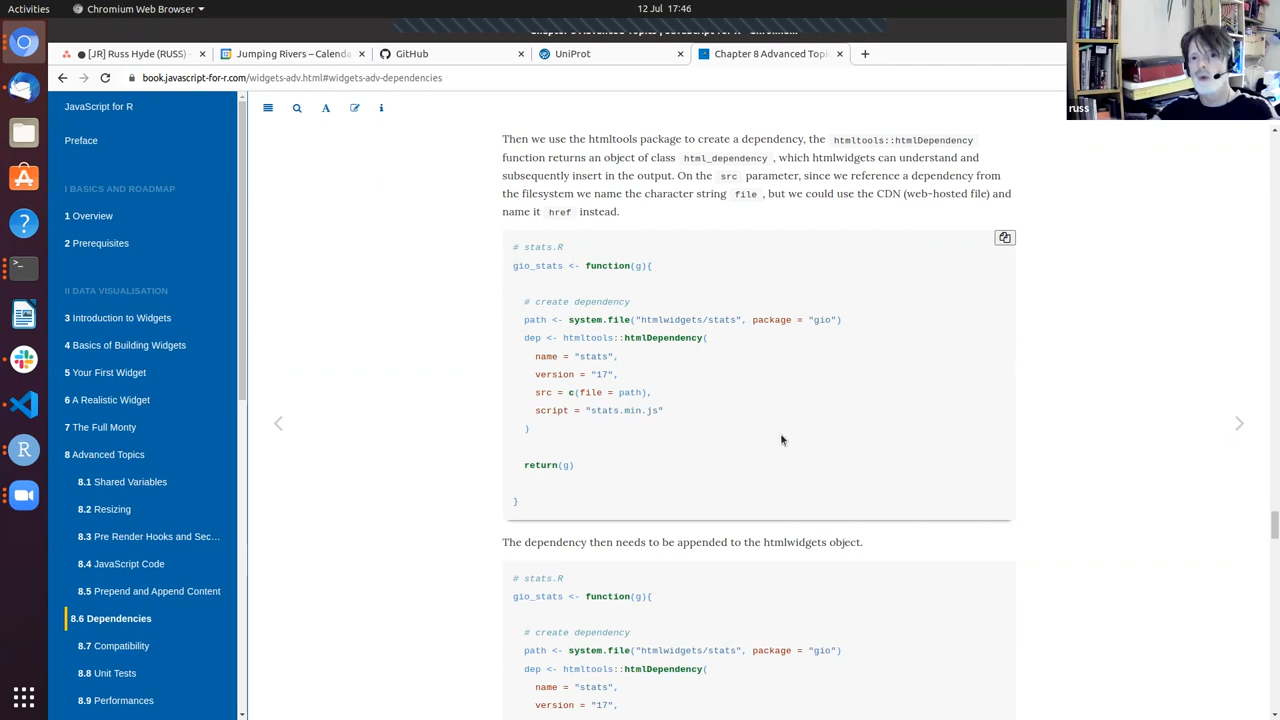 Activities
Chromium Web Browser
12 Jul 17:46
[JR] Russ Hyde (RUSS)
Jumping Rivers – Calenda
GitHub
UniProt
Chapter 8 Advanced Topi
book.javascript-for-r.com/widgets-adv.html#widgets-adv-dependencies
russ
JavaScript for R
Preface
I BASICS AND ROADMAP
1 Overview
2 Prerequisites
II DATA VISUALISATION
3 Introduction to Widgets
4 Basics of Building Widgets
5 Your First Widget
6 A Realistic Widget
7 The Full Monty
8 Advanced Topics
8.1 Shared Variables
8.2 Resizing
8.3 Pre Render Hooks and Sec…
8.4 JavaScript Code
8.5 Prepend and Append Content
8.6 Dependencies
8.7 Compatibility
8.8 Unit Tests
8.9 Performances
Then we use the htmltools package to create a dependency, the htmltools::htmlDependency
function returns an object of class html_dependency , which htmlwidgets can understand and
subsequently insert in the output. On the src parameter, since we reference a dependency from
the filesystem we name the character string file , but we could use the CDN (web-hosted file) and
name it href instead.
# stats.R
gio_stats <- function(g){
# create dependency
path <- system.file("htmlwidgets/stats", package = "gio")
dep <- htmltools::htmlDependency(
name = "stats",
version = "17",
src = c(file = path),
script = "stats.min.js"
)
return(g)
}
The dependency then needs to be appended to the htmlwidgets object.
# stats.R
gio_stats <- function(g){
# create dependency
path <- system.file("htmlwidgets/stats", package = "gio")
dep <- htmltools::htmlDependency(
name = "stats",
version = "17",